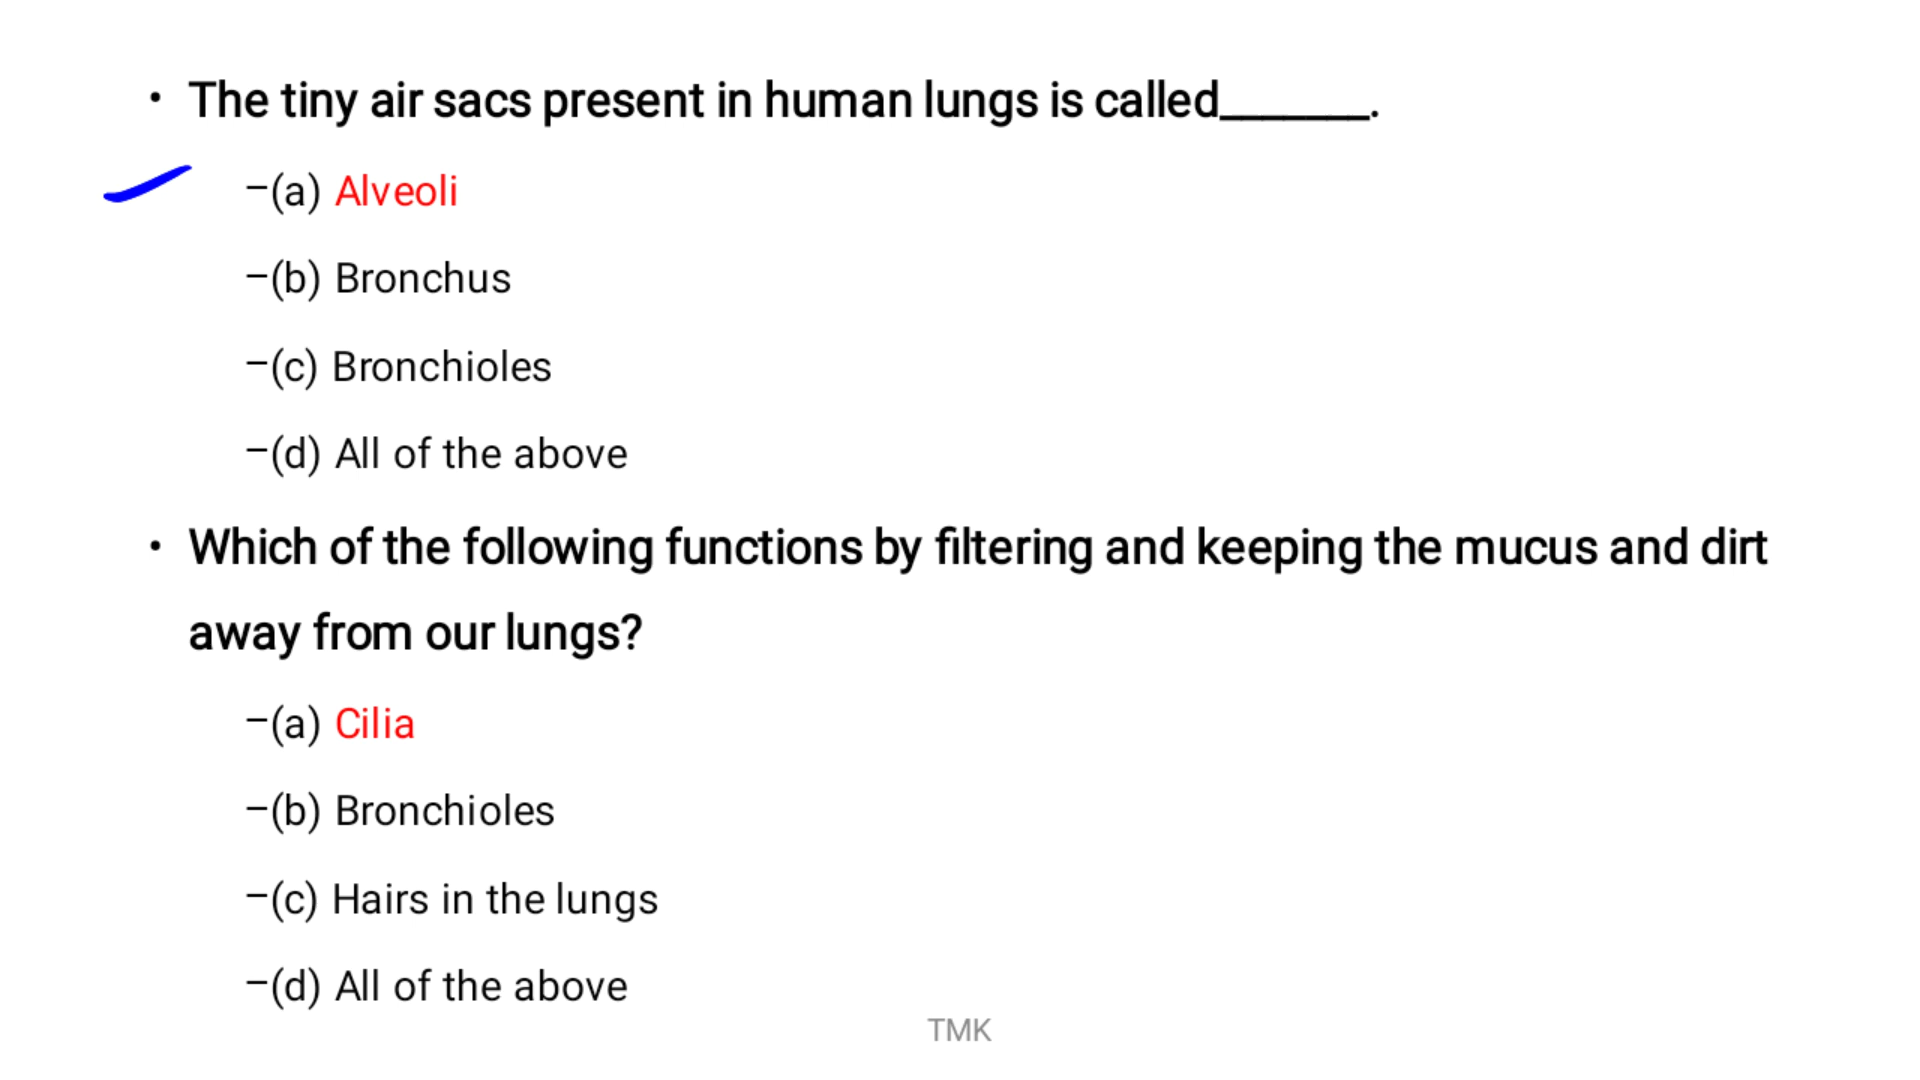 • The tiny air sacs present in human lungs is called_______.
–(a) Alveoli
–(b) Bronchus
–(c) Bronchioles
–(d) All of the above
• Which of the following functions by filtering and keeping the mucus and dirt
away from our lungs?
–(a) Cilia
–(b) Bronchioles
–(c) Hairs in the lungs
–(d) All of the above
TMK